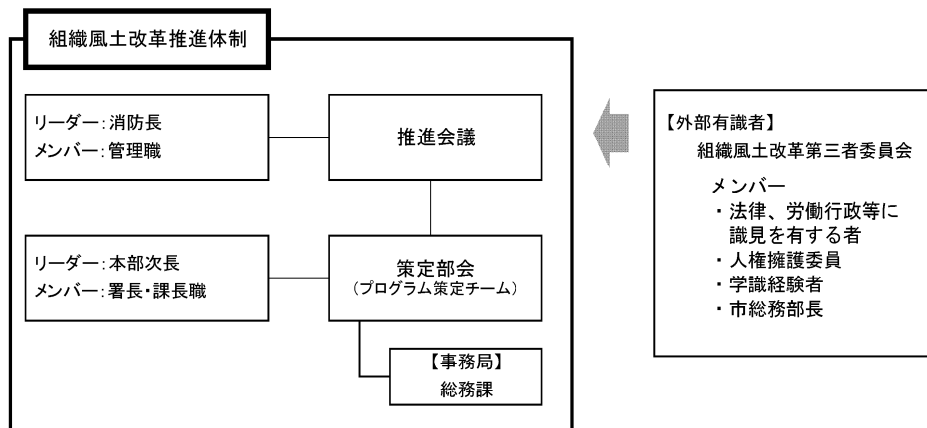 組織風土改革推進体制
リーダー：消防長
メンバー：管理職
推進会議
リーダー：本部次長
メンバー：署長・課長職
策定部会
（プログラム策定チーム）
【事務局】
総務課
【外部有識者】
組織風土改革第三者委員会
メンバー
・法律、労働行政等に
識見を有する者
・人権擁護委員
・学識経験者
・市総務部長